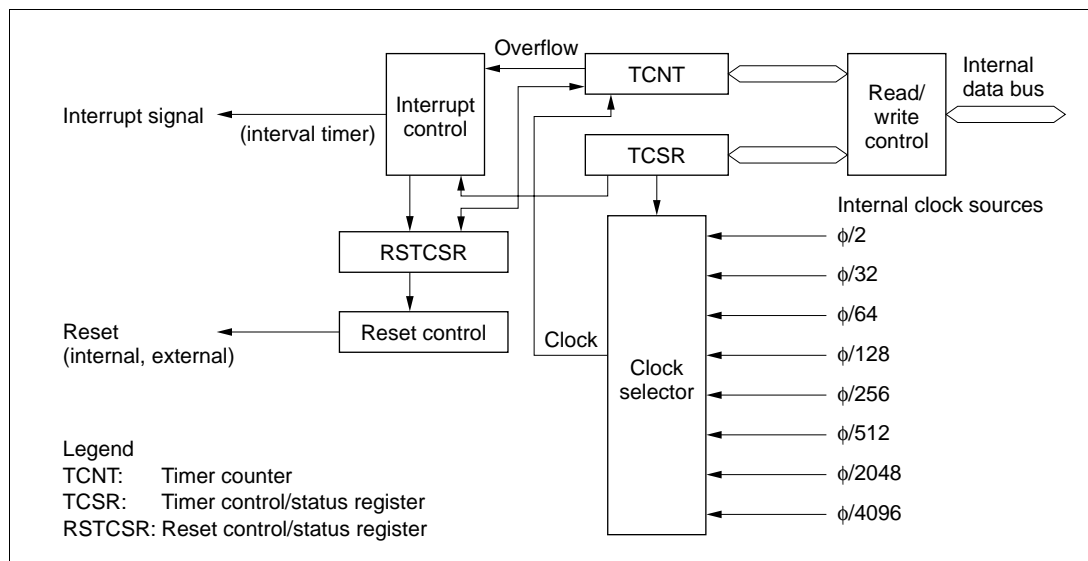 Overflow
TCNT
Internal
data bus
Read/
write
control
Interrupt
control
Interrupt signal
(interval timer)
TCSR
Internal clock sources
RSTCSR
ϕ/2
ϕ/32
ϕ/64
Reset
(internal, external)
Reset control
Clock
ϕ/128
Clock
selector
ϕ/256
ϕ/512
ϕ/2048
ϕ/4096
Legend
TCNT: Timer counter
TCSR: Timer control/status register
RSTCSR: Reset control/status register